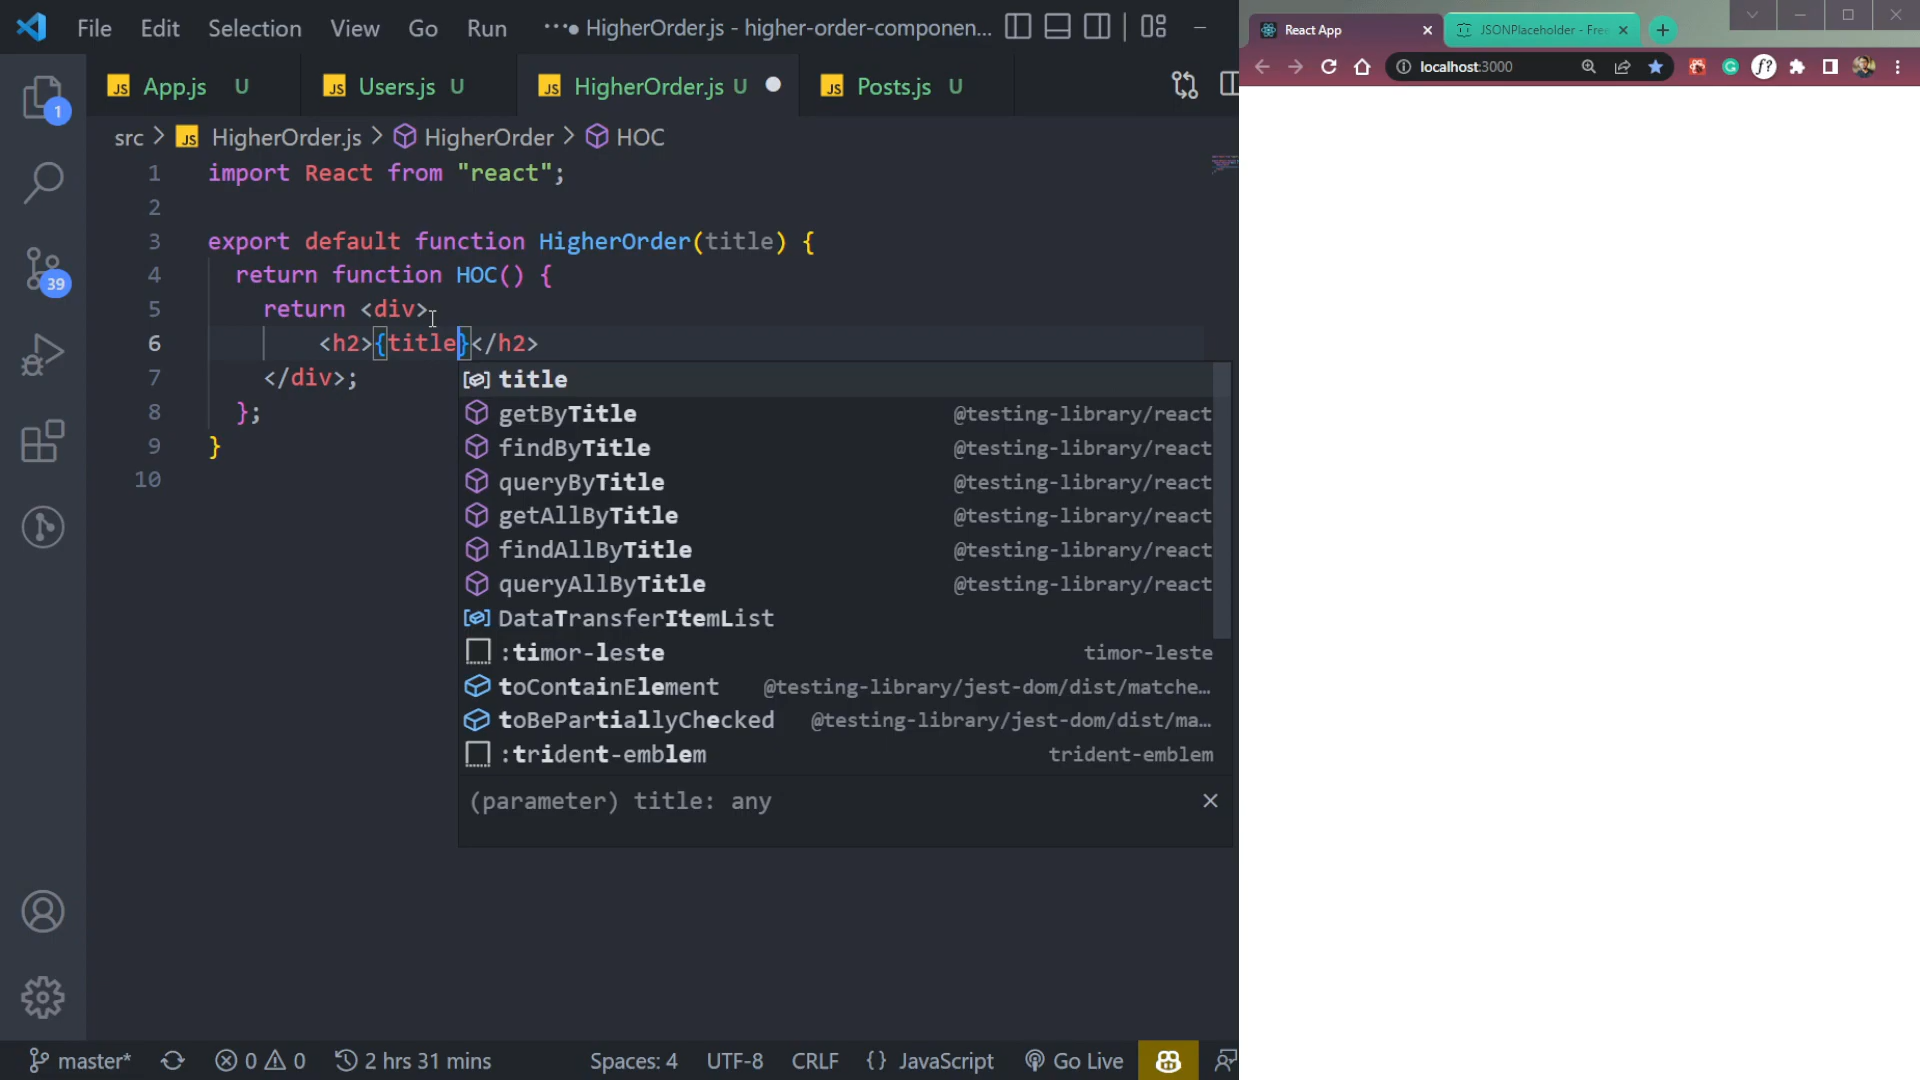 File Edit Selection View Go Run ··· ● HigherOrder.js - higher-order-componen...
React App
JSONPlaceholder - Fre
localhost:3000
JS App.js U
JS Users.js U
JS HigherOrder.js U
JS Posts.js U
src > JS HigherOrder.js > HigherOrder > HOC
1 import React from "react";
2
3 export default function HigherOrder(title) {
4 return function HOC() {
5 return <div>
6 <h2>{title}</h2>
7 </div>;
8 };
9 }
10
1
39
title
getByTitle @testing-library/react
findByTitle @testing-library/react
queryByTitle @testing-library/react
getAllByTitle @testing-library/react
findAllByTitle @testing-library/react
queryAllByTitle @testing-library/react
DataTransferItemList
:timor-leste timor-leste
toContainElement @testing-library/jest-dom/dist/matche…
toBePartiallyChecked @testing-library/jest-dom/dist/ma…
:trident-emblem trident-emblem
(parameter) title: any
master* 0 0 2 hrs 31 mins Spaces: 4 UTF-8 CRLF {} JavaScript Go Live